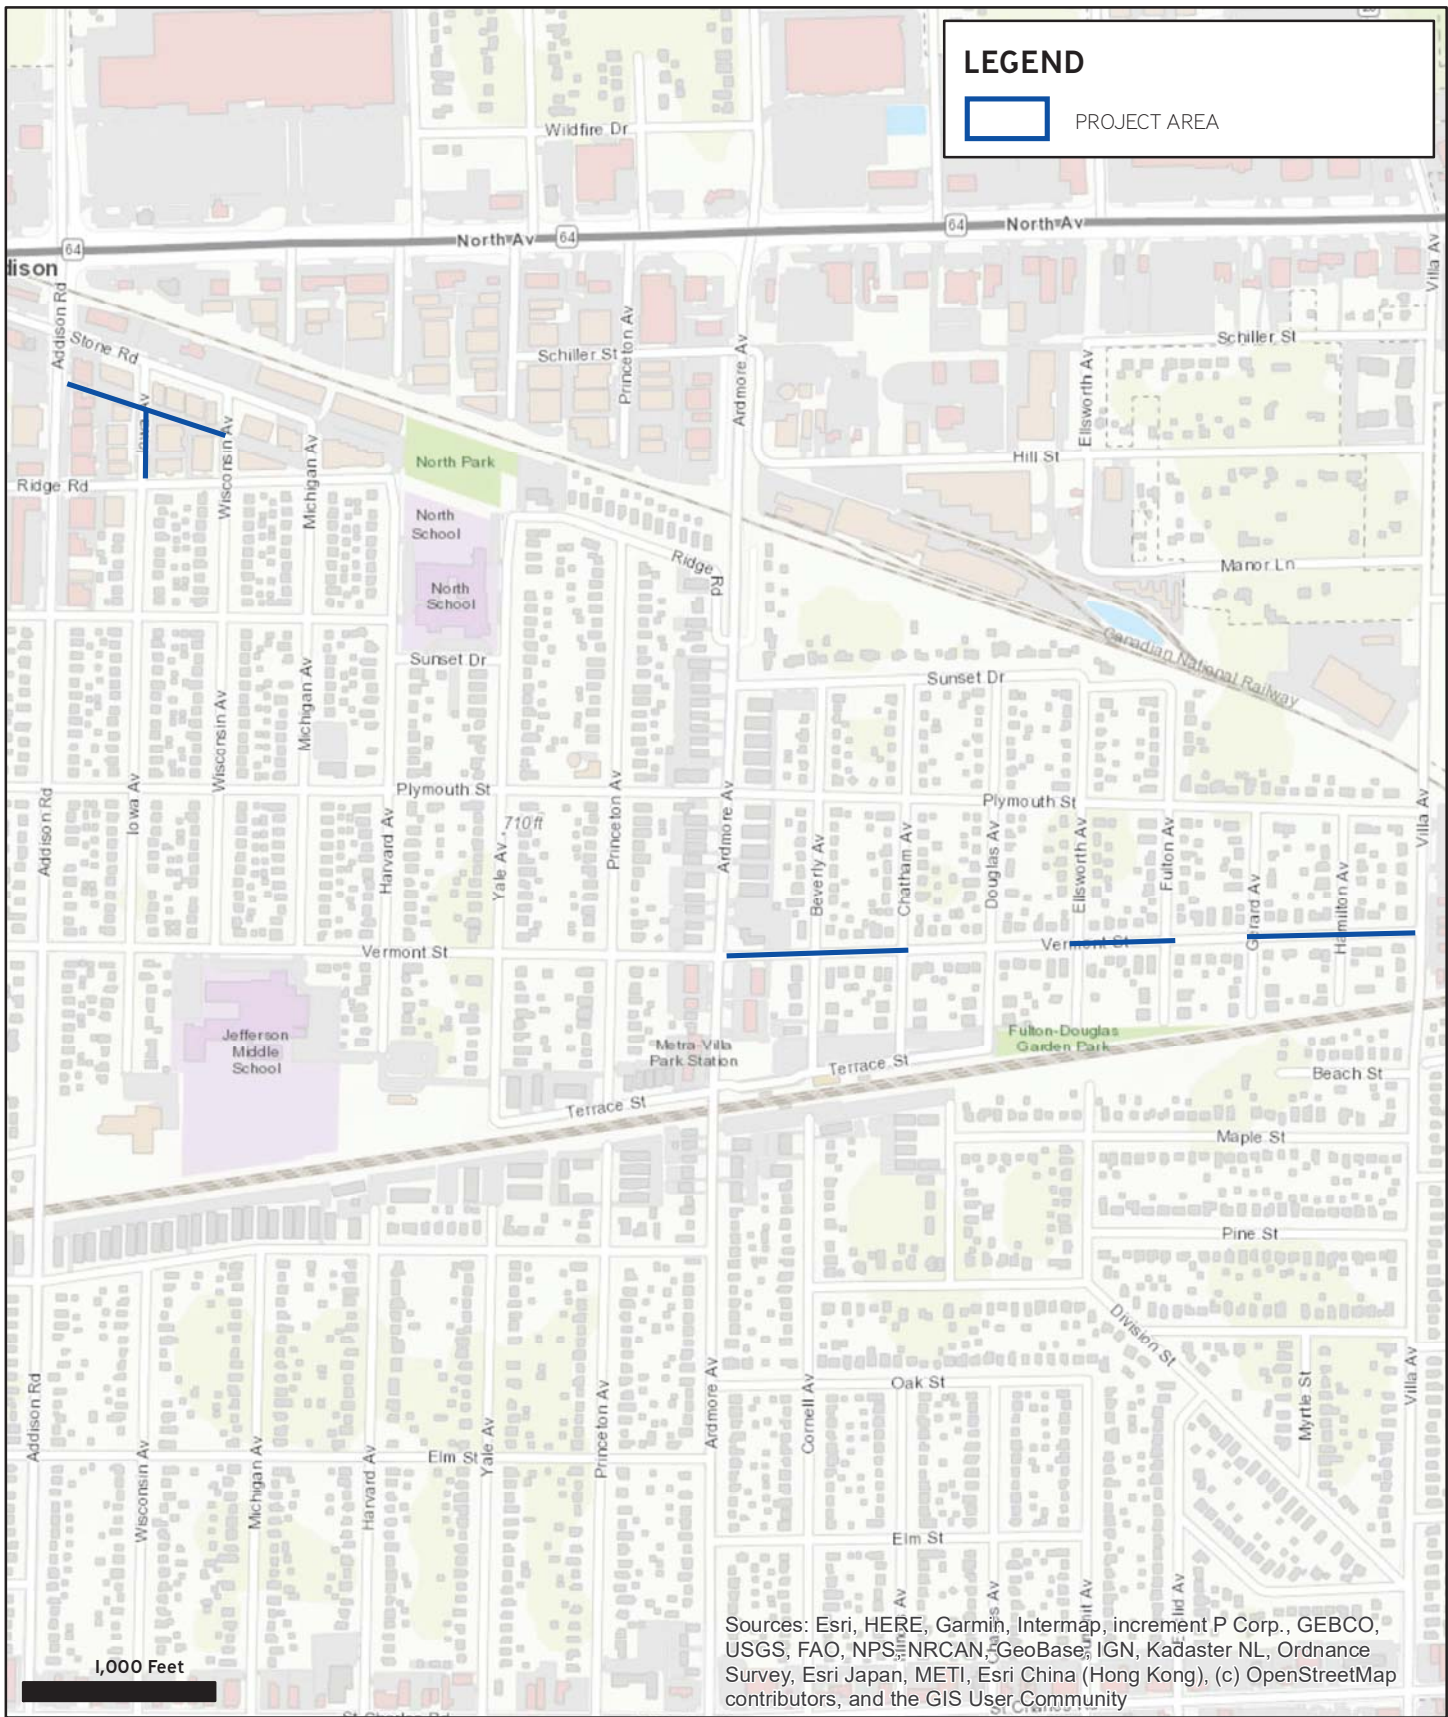 LEGEND
PROJECT AREA
Wildfire Dr
64
North Av
64
64
North Av
dison
Addison Rd
Stone Rd
Schiller St
Princeton Av
Ardmore Av
Schiller St
Villa Av
Ellsworth Av
Wisconsin Av
Michigan Av
North Park
Hill St
Ridge Rd
North
School
North
School
Ridge
Rd
Manor Ln
Canadian National Railway
Sunset Dr
Sunset Dr
Michigan Av
Wisconsin Av
Iowa Av
Addison Rd
Plymouth St
Plymouth St
710 ft
Harvard Av
Yale Av
Princeton Av
Ardmore Av
Beverly Av
Chatham Av
Douglas Av
Ellsworth Av
Fulton Av
Gerard Av
Hamilton Av
Villa Av
Vermont St
Vermont St
Jefferson
Middle
School
Metra-Villa
Park Station
Fulton-Douglas
Garden Park
Terrace St
Terrace St
Beach St
Maple St
Pine St
Division St
Oak St
Addison Rd
Wisconsin Av
Michigan Av
Harvard Av
Elm St
Yale Av
Princeton Av
Ardmore Av
Cornell Av
Myrtle St
Villa Av
Elm St
1,000 Feet
Sources: Esri, HERE, Garmin, Intermap, increment P Corp., GEBCO,
USGS, FAO, NPS, NRCAN, GeoBase, IGN, Kadaster NL, Ordnance
Survey, Esri Japan, METI, Esri China (Hong Kong), (c) OpenStreetMap
contributors, and the GIS User Community